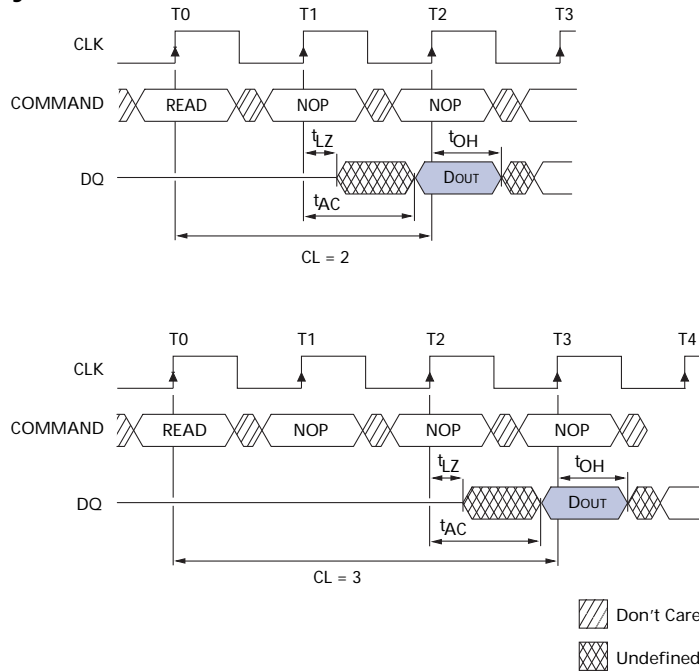 T0 T1 T2 T3
CLK
COMMAND READ NOP NOP
tLZ tOH
DQ DOUT
tAC
CL = 2
T0 T1 T2 T3 T4
CLK
COMMAND READ NOP NOP NOP
tLZ tOH
DQ DOUT
tAC
CL = 3
Don't Care
Undefined